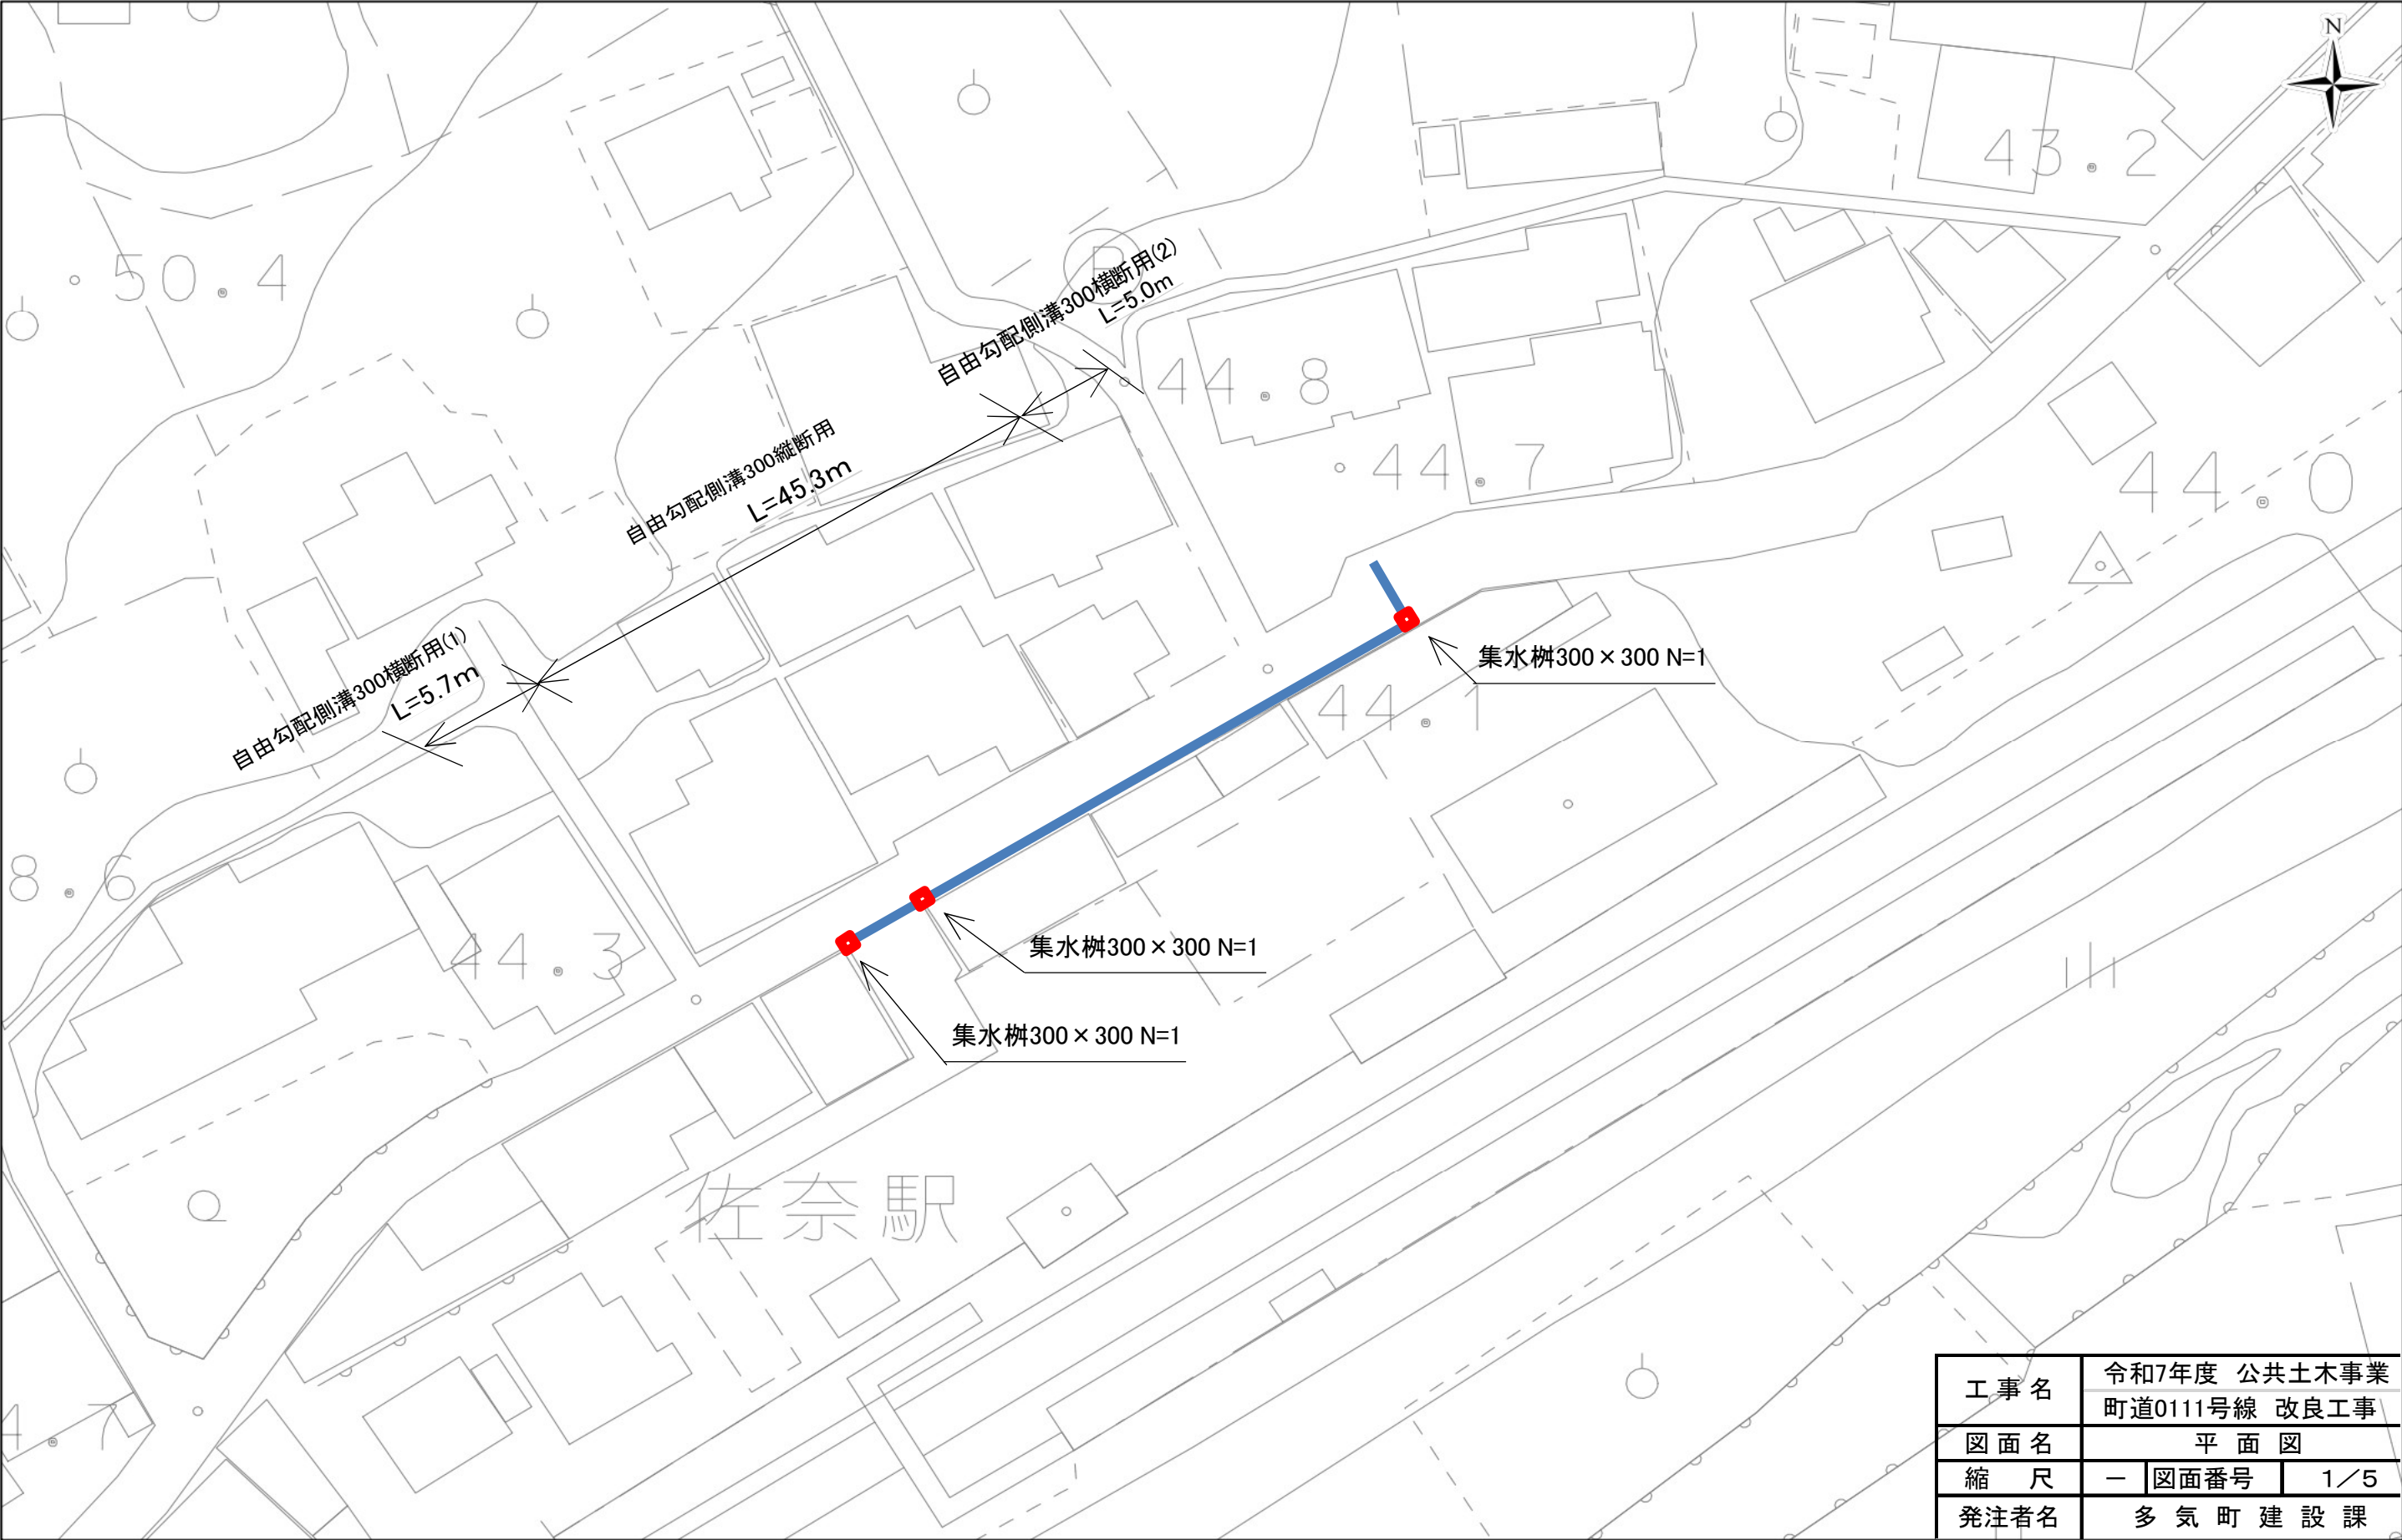 N
43.2
50.4
自由勾配側溝300横断用(2)
L=5.0m
44.8
自由勾配側溝300縦断用
L=45.3m
44.7
44.0
自由勾配側溝300横断用(1)
L=5.7m
集水桝300×300 N=1
44.1
8.6
44.3
集水桝300×300 N=1
集水桝300×300 N=1
佐奈駅
4.7
工事名
令和7年度 公共土木事業
町道0111号線 改良工事
図面名
平面図
縮尺
－
図面番号
1／5
発注者名
多気町建設課